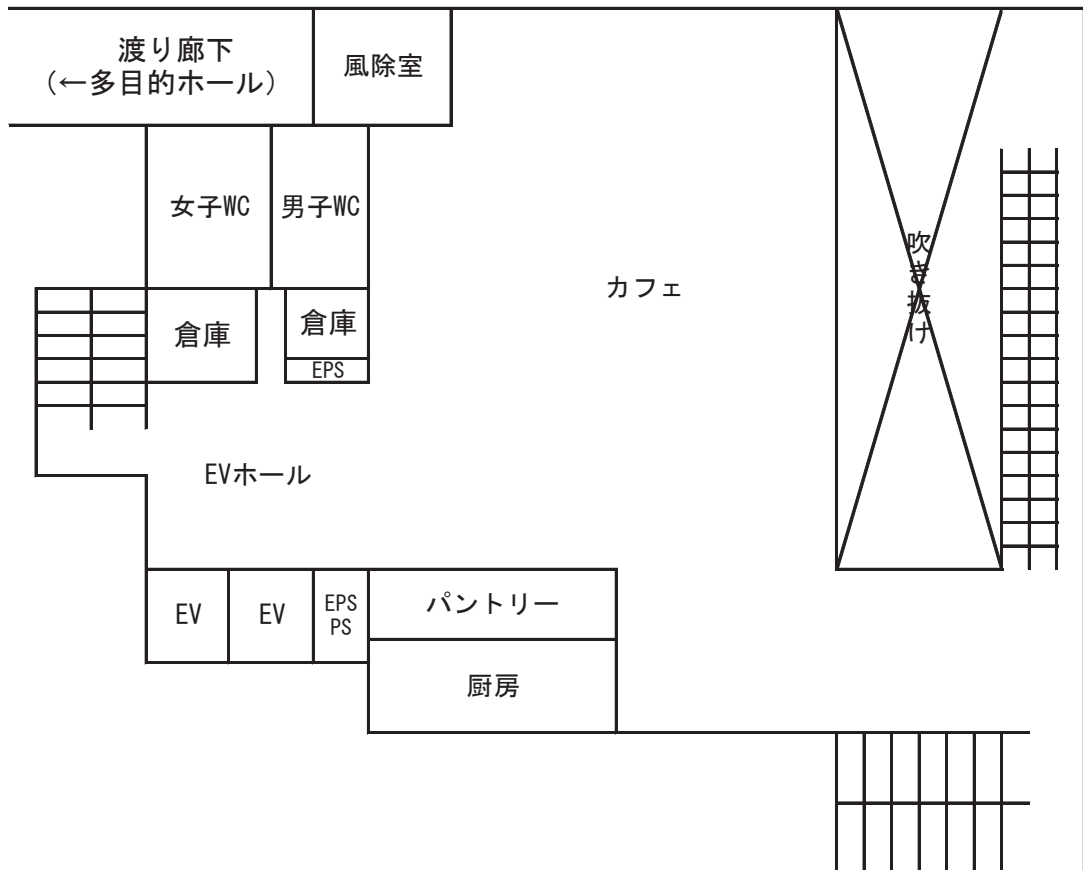 渡り廊下
(←多目的ホール)
風除室
女子WC
男子WC
倉庫
倉庫
EPS
カフェ
吹き抜け
EVホール
EV
EV
EPS
PS
パントリー
厨房